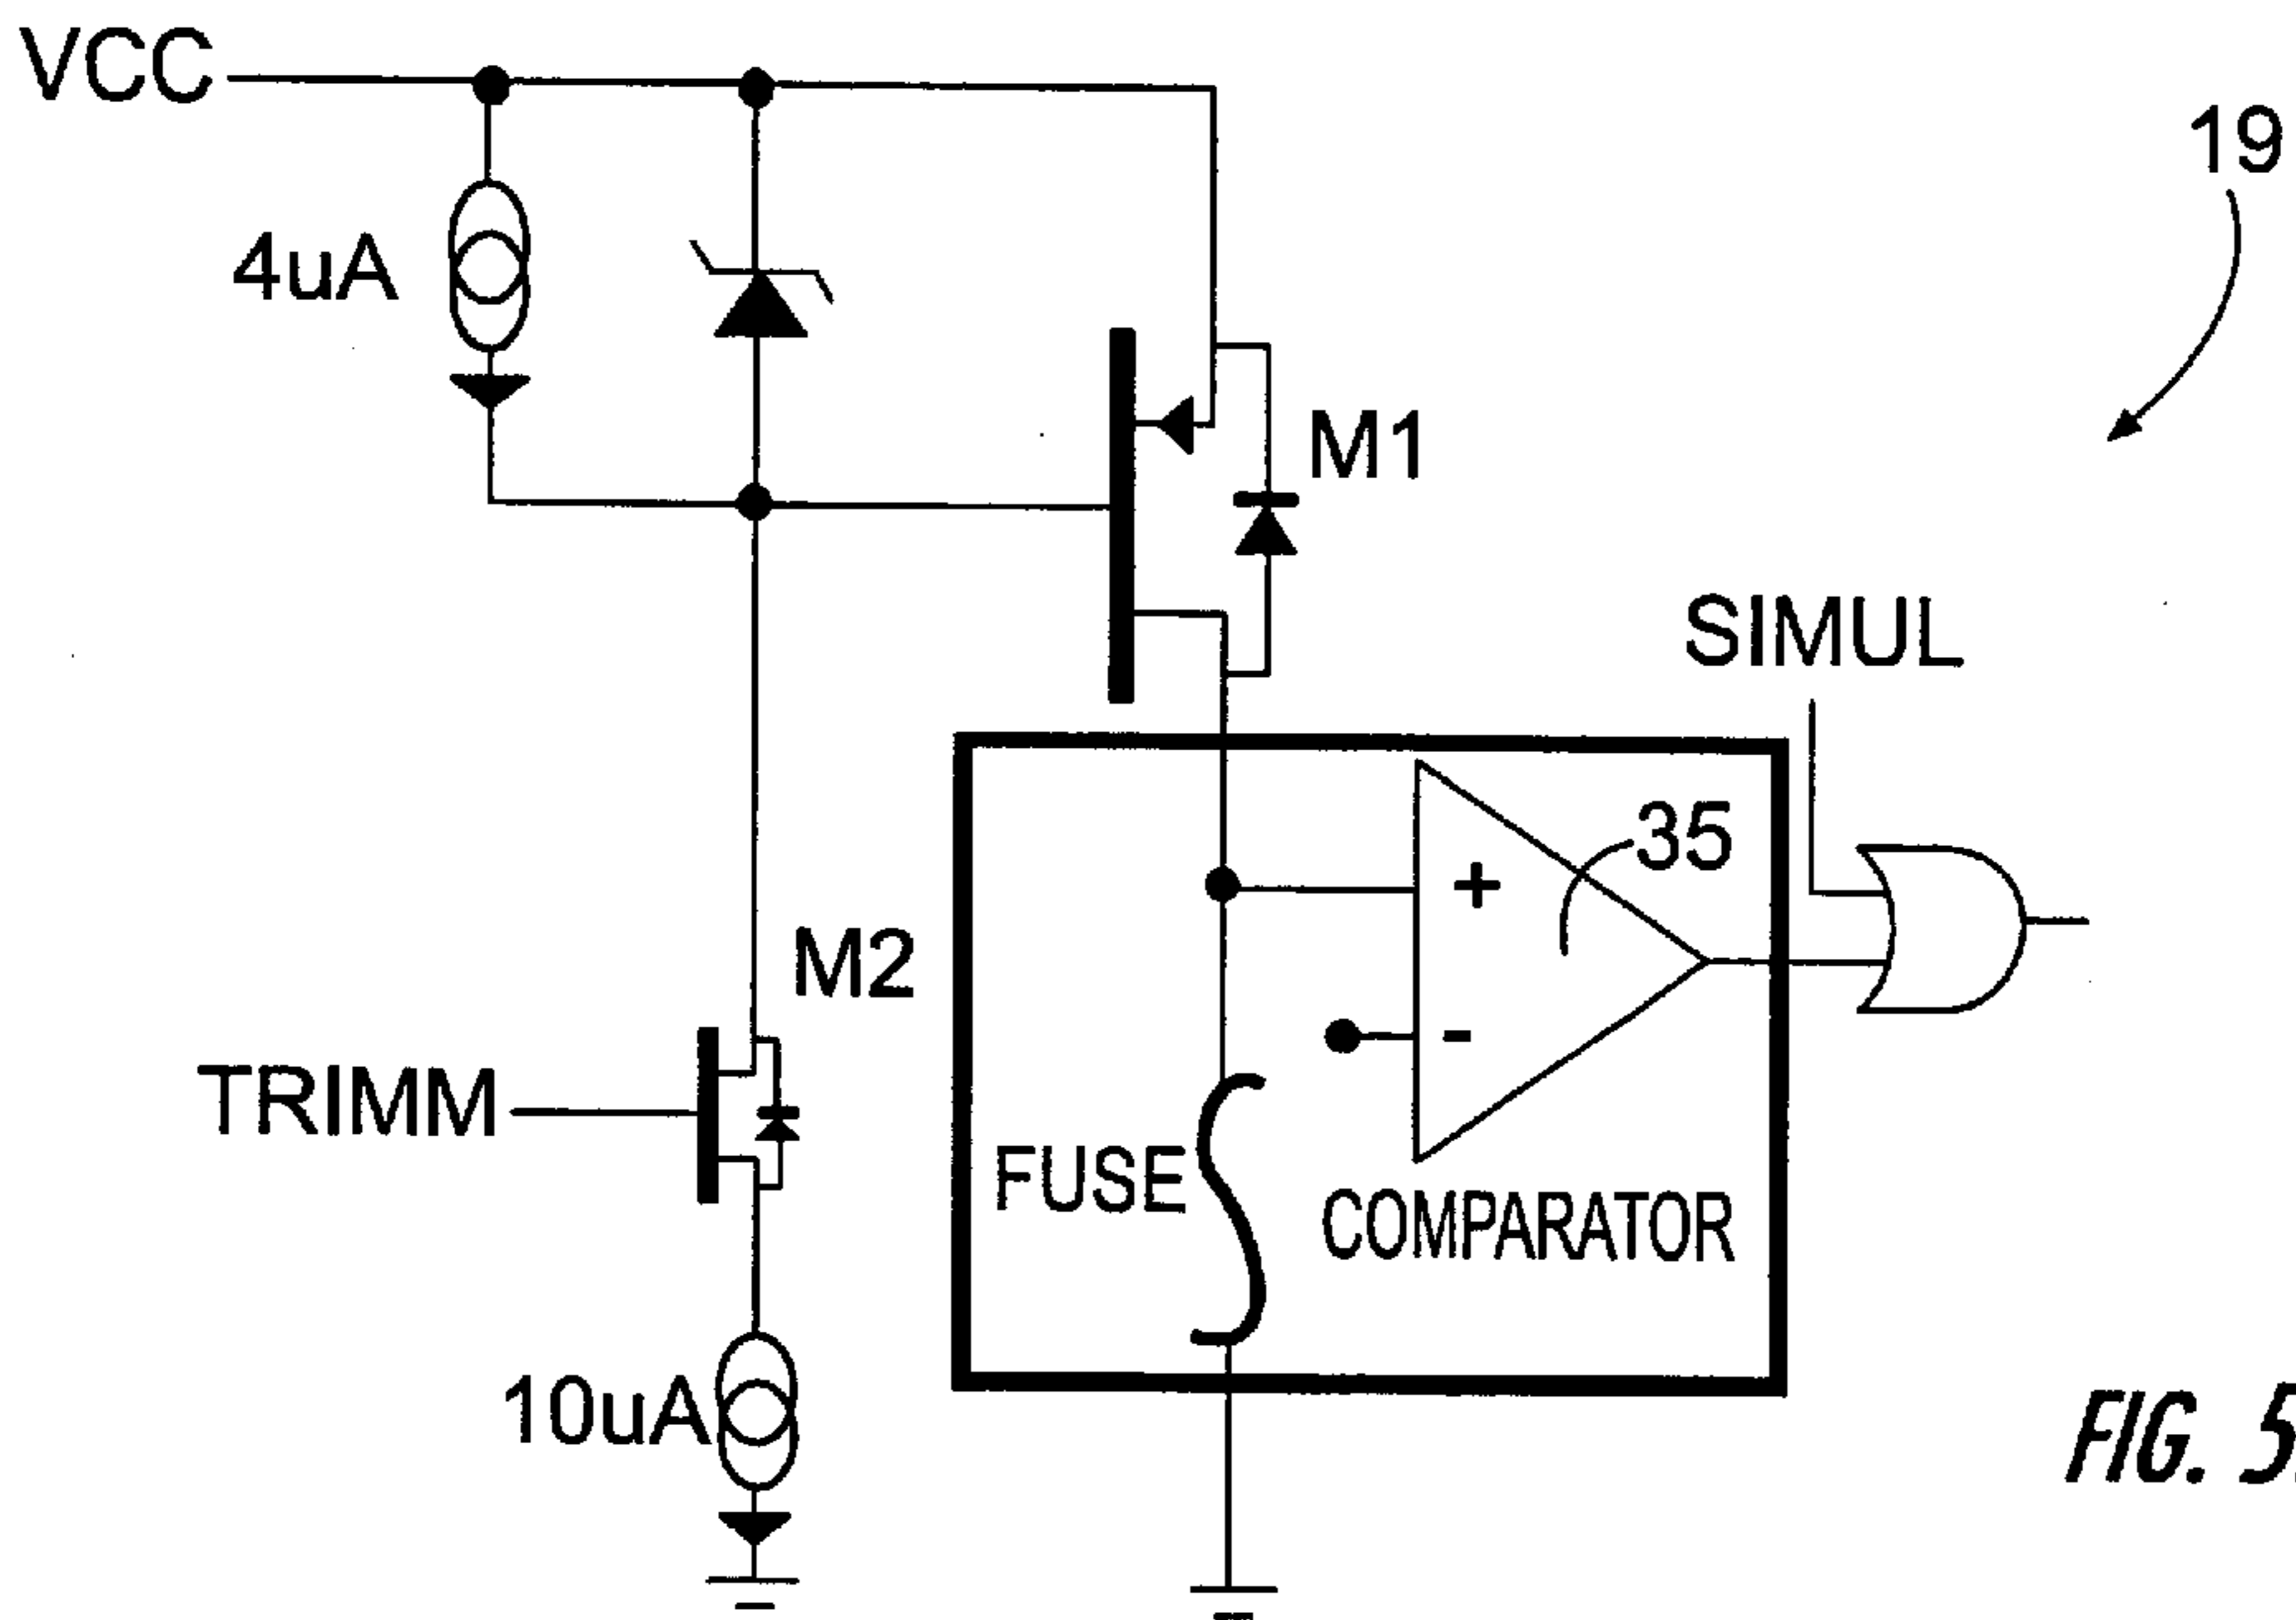 VCC
19
4uA
M1
SIMUL
35
+
M2
-
TRIMM
FUSE
COMPARATOR
10uA
FIG. 5.